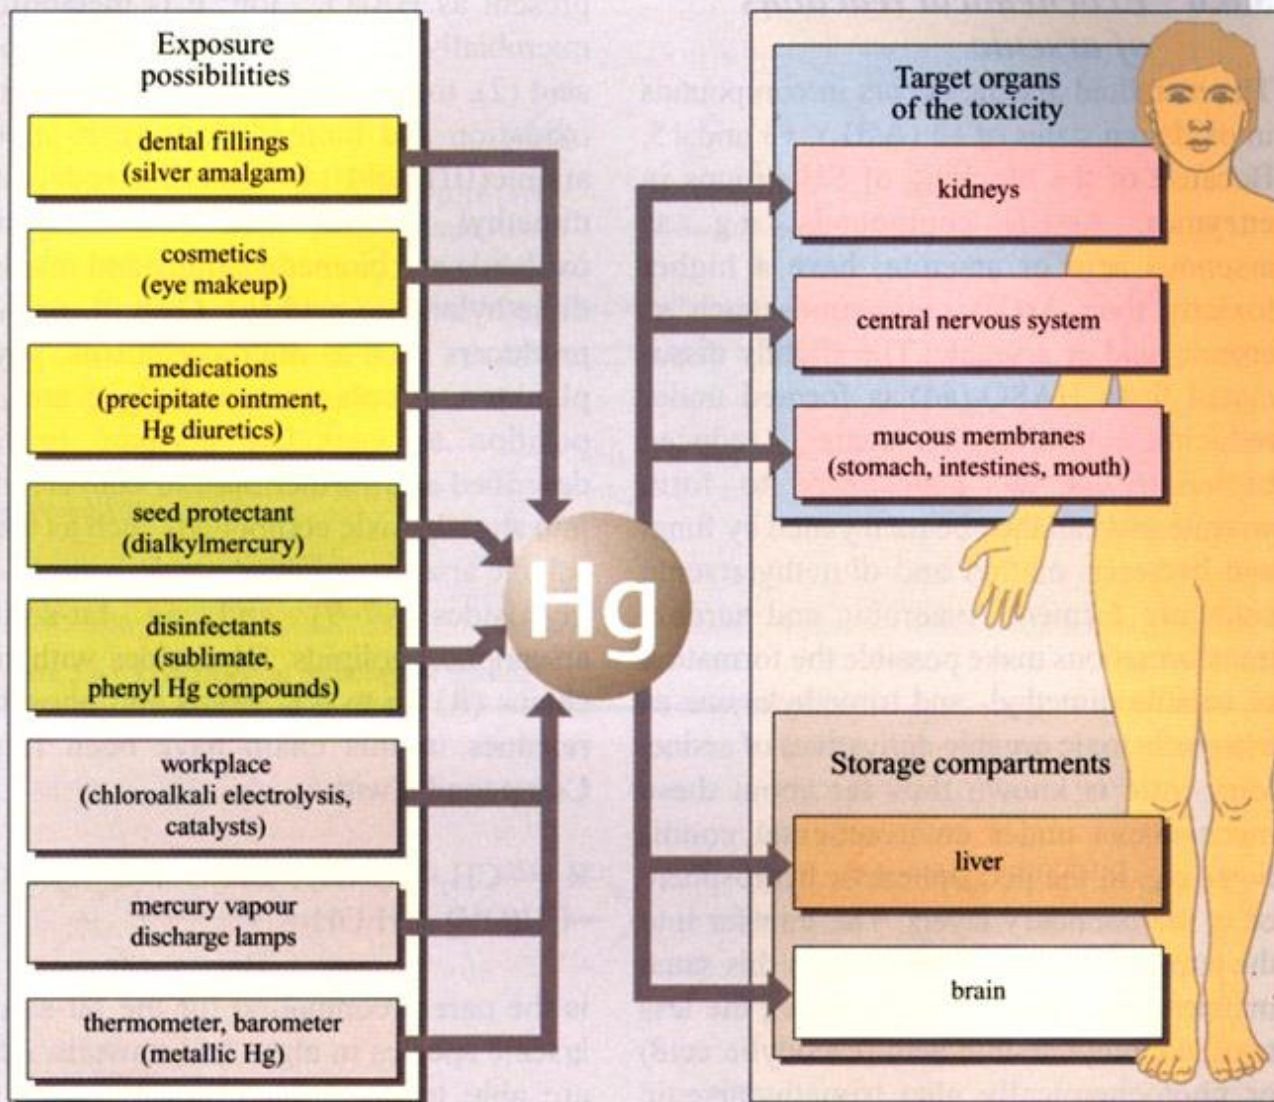 Exposure
possibilities
dental fillings
(silver amalgam)
cosmetics
(eye makeup)
medications
(precipitate ointment,
Hg diuretics)
seed protectant
(dialkylmercury)
disinfectants
(sublimate,
phenyl Hg compounds)
workplace
(chloroalkali electrolysis,
catalysts)
mercury vapour
discharge lamps
thermometer, barometer
(metallic Hg)
Hg
Target organs
of the toxicity
kidneys
central nervous system
mucous membranes
(stomach, intestines, mouth)
Storage compartments
liver
brain